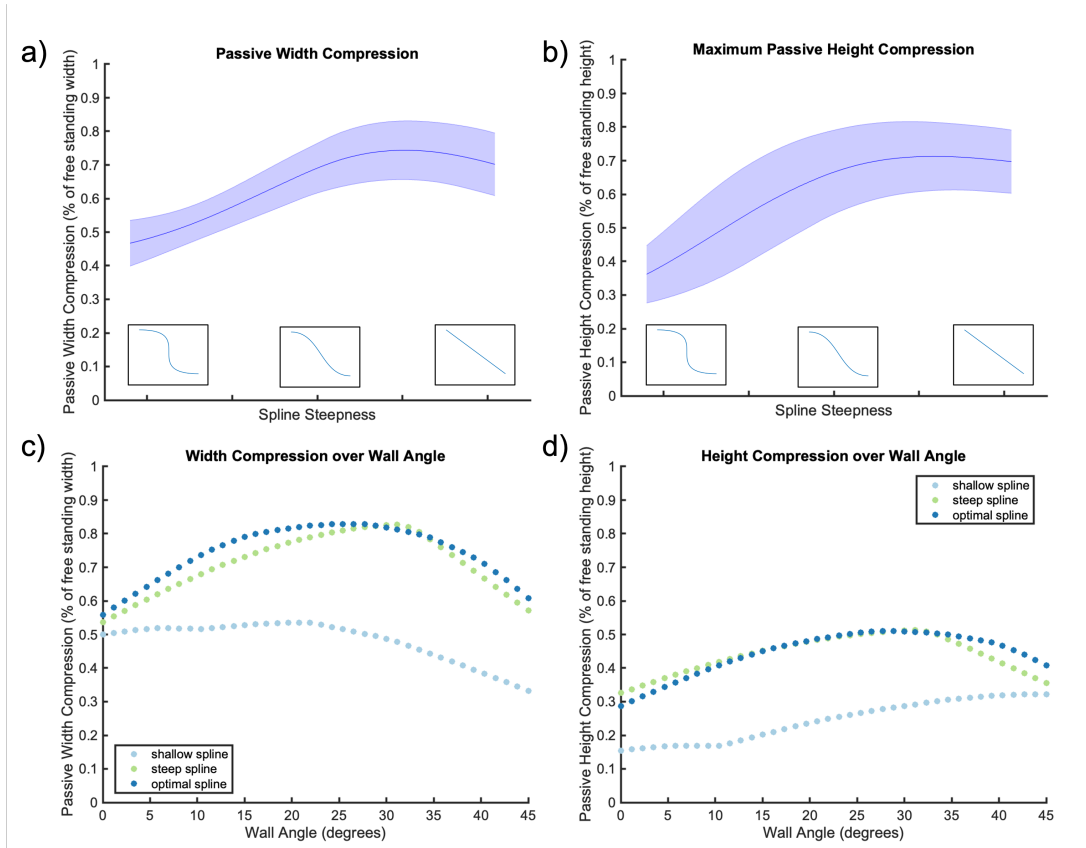 a)
Passive Width Compression
Passive Width Compression (% of free standing width)
1
0.9
0.8
0.7
0.6
0.5
0.4
0.3
0.2
0.1
0
Spline Steepness
b)
Maximum Passive Height Compression
Passive Height Compression (% of free standing height)
1
0.9
0.8
0.7
0.6
0.5
0.4
0.3
0.2
0.1
0
Spline Steepness
c)
Width Compression over Wall Angle
Passive Width Compression (% of free standing width)
1
0.9
0.8
0.7
0.6
0.5
0.4
0.3
0.2
0.1
0
shallow spline
steep spline
optimal spline
0 5 10 15 20 25 30 35 40 45
Wall Angle (degrees)
d)
Height Compression over Wall Angle
Passive Height Compression (% of free standing height)
1
0.9
0.8
0.7
0.6
0.5
0.4
0.3
0.2
0.1
0
shallow spline
steep spline
optimal spline
0 5 10 15 20 25 30 35 40 45
Wall Angle (degrees)